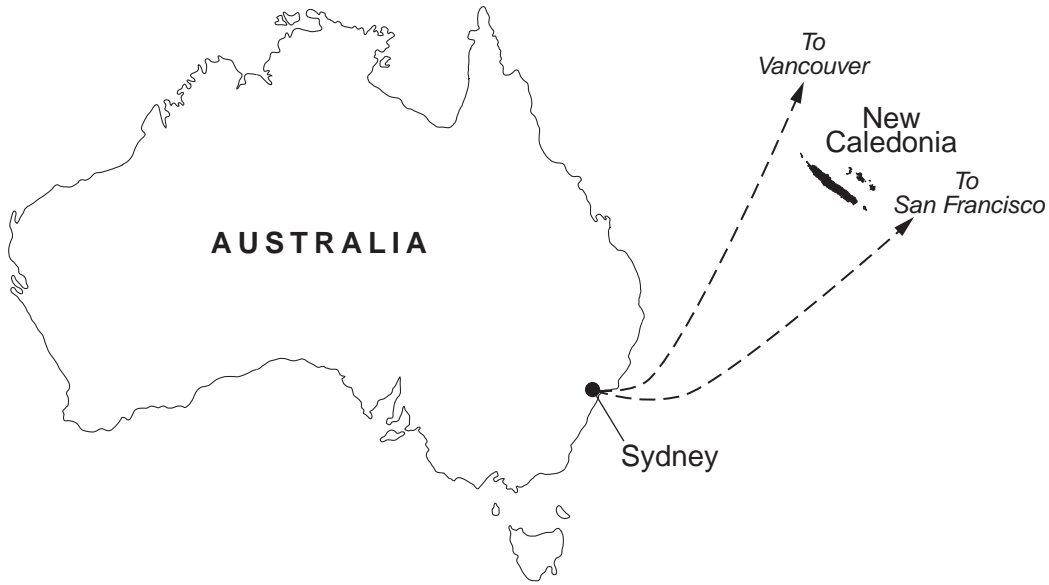 To
Vancouver
New
Caledonia
To
San Francisco
AUSTRALIA
Sydney